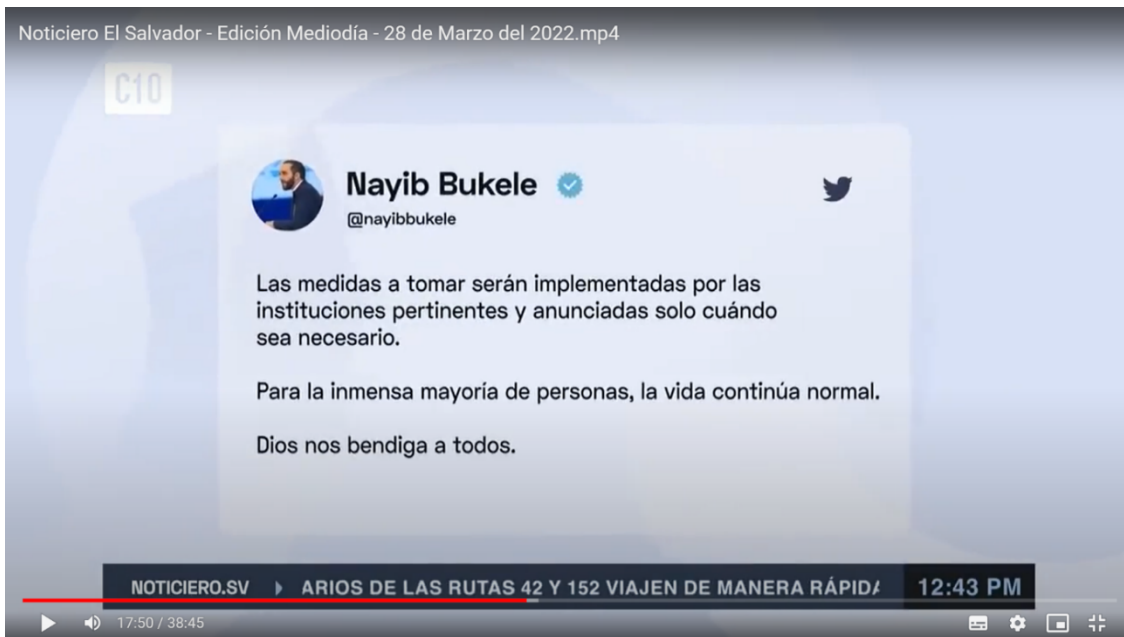 Noticiero El Salvador - Edición Mediodía - 28 de Marzo del 2022.mp4
C10
Nayib Bukele
@nayibbukele
Las medidas a tomar serán implementadas por las
instituciones pertinentes y anunciadas solo cuándo
sea necesario.
Para la inmensa mayoría de personas, la vida continúa normal.
Dios nos bendiga a todos.
NOTICIERO.SV ARIOS DE LAS RUTAS 42 Y 152 VIAJEN DE MANERA RÁPIDA 12:43 PM
17:50 / 38:45